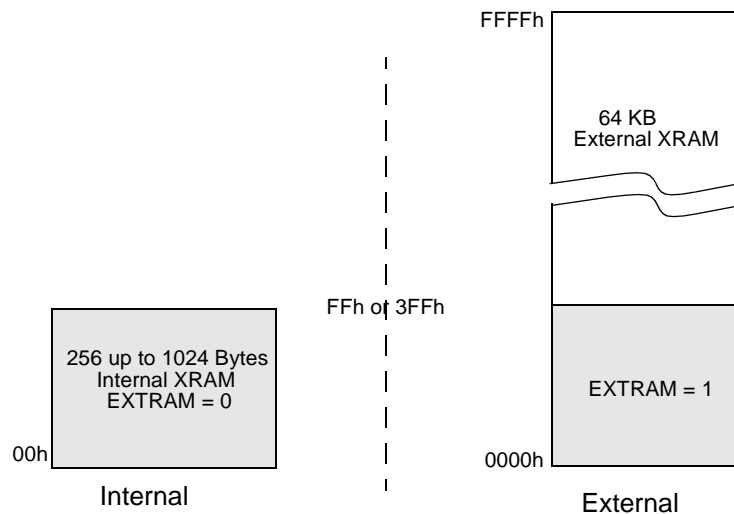 FFFFh
64 KB
External XRAM
FFh or 3FFh
256 up to 1024 Bytes
Internal XRAM
EXTRAM = 0
EXTRAM = 1
00h
0000h
Internal
External